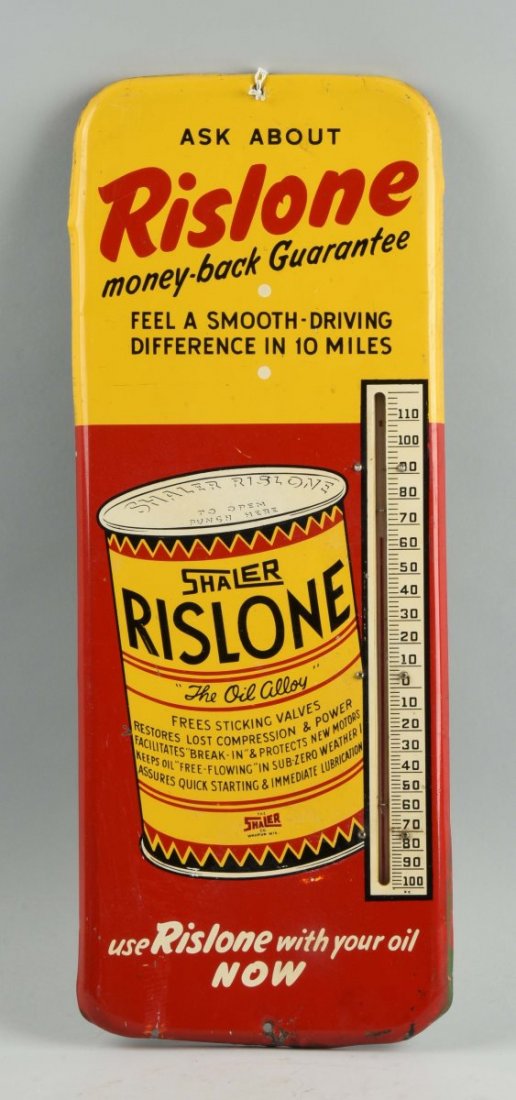 ASK ABOUT
Rislone
money-back Guarantee
FEEL A SMOOTH-DRIVING
DIFFERENCE IN 10 MILES
SHALER RISLONE
TO OPEN
PUNCH HERE
SHALER
RISLONE
"The Oil Alloy"
FREES STICKING VALVES
RESTORES LOST COMPRESSION & POWER
FACILITATES "BREAK-IN" & PROTECTS NEW MOTORS
KEEPS OIL "FREE-FLOWING" IN SUB-ZERO WEATHER
ASSURES QUICK STARTING & IMMEDIATE LUBRICATION
THE
SHALER
CO.
WAUPUN WIS.
110
100
90
80
70
60
50
40
30
20
10
0
10
20
30
40
50
60
70
80
90
100
use Rislone with your oil
NOW